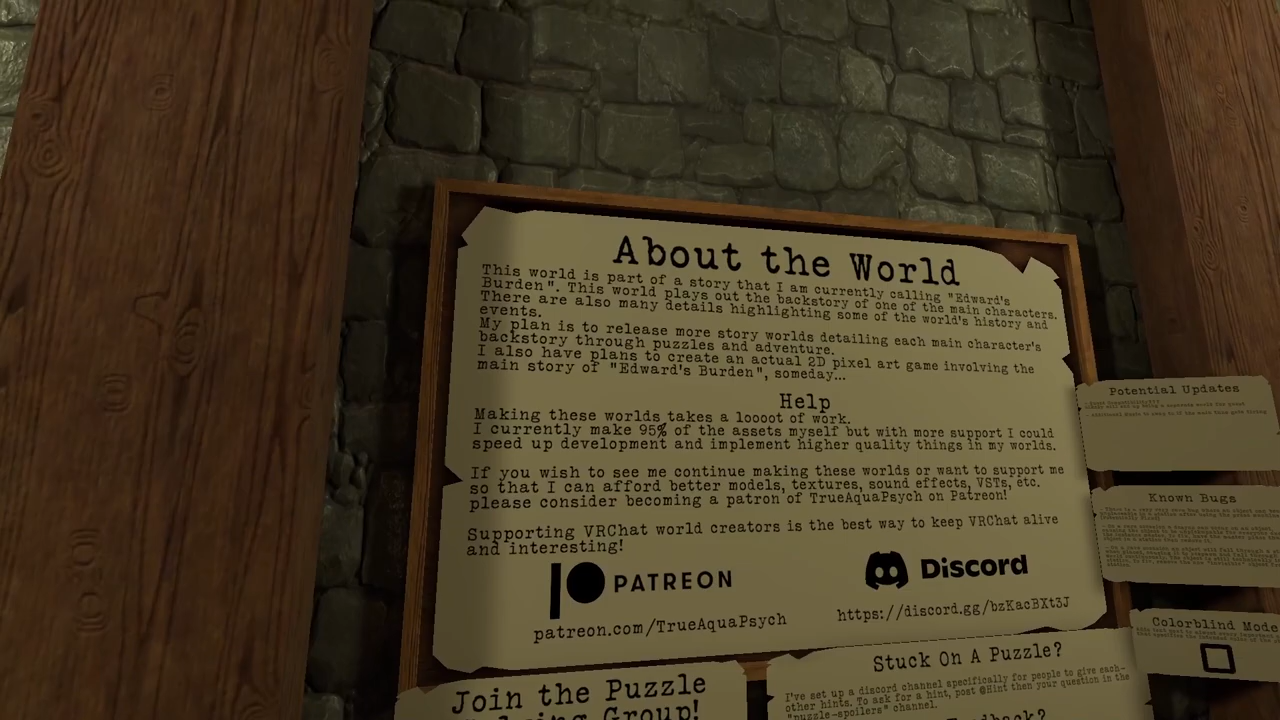 About the World
This world is part of a story that I am currently calling "Edward's
Burden". This world plays out the backstory of one of the main characters.
There are also many details highlighting some of the world's history and
events.
My plan is to release more story worlds detailing each main character's
backstory through puzzles and adventure.
I also have plans to create an actual 2D pixel art game involving the
main story of "Edward's Burden", someday...
Help
Making these worlds takes a loooot of work.
I currently make 95% of the assets myself but with more support I could
speed up development and implement higher quality things in my worlds.
If you wish to see me continue making these worlds or want to support me
so that I can afford better models, textures, sound effects, VSTs, etc.
please consider becoming a patron of TrueAquaPsych on Patreon!
Supporting VRChat world creators is the best way to keep VRChat alive
and interesting!
PATREON
Discord
patreon.com/TrueAquaPsych
https://discord.gg/bzKacBXt3J
Join the Puzzle
Group!
Stuck On A Puzzle?
I've set up a discord channel specifically for people to give each-
other hints. To ask for a hint, post @Hint then your question in the
"puzzle-spoilers" channel.
Potential Updates
Known Bugs
Colorblind Mode